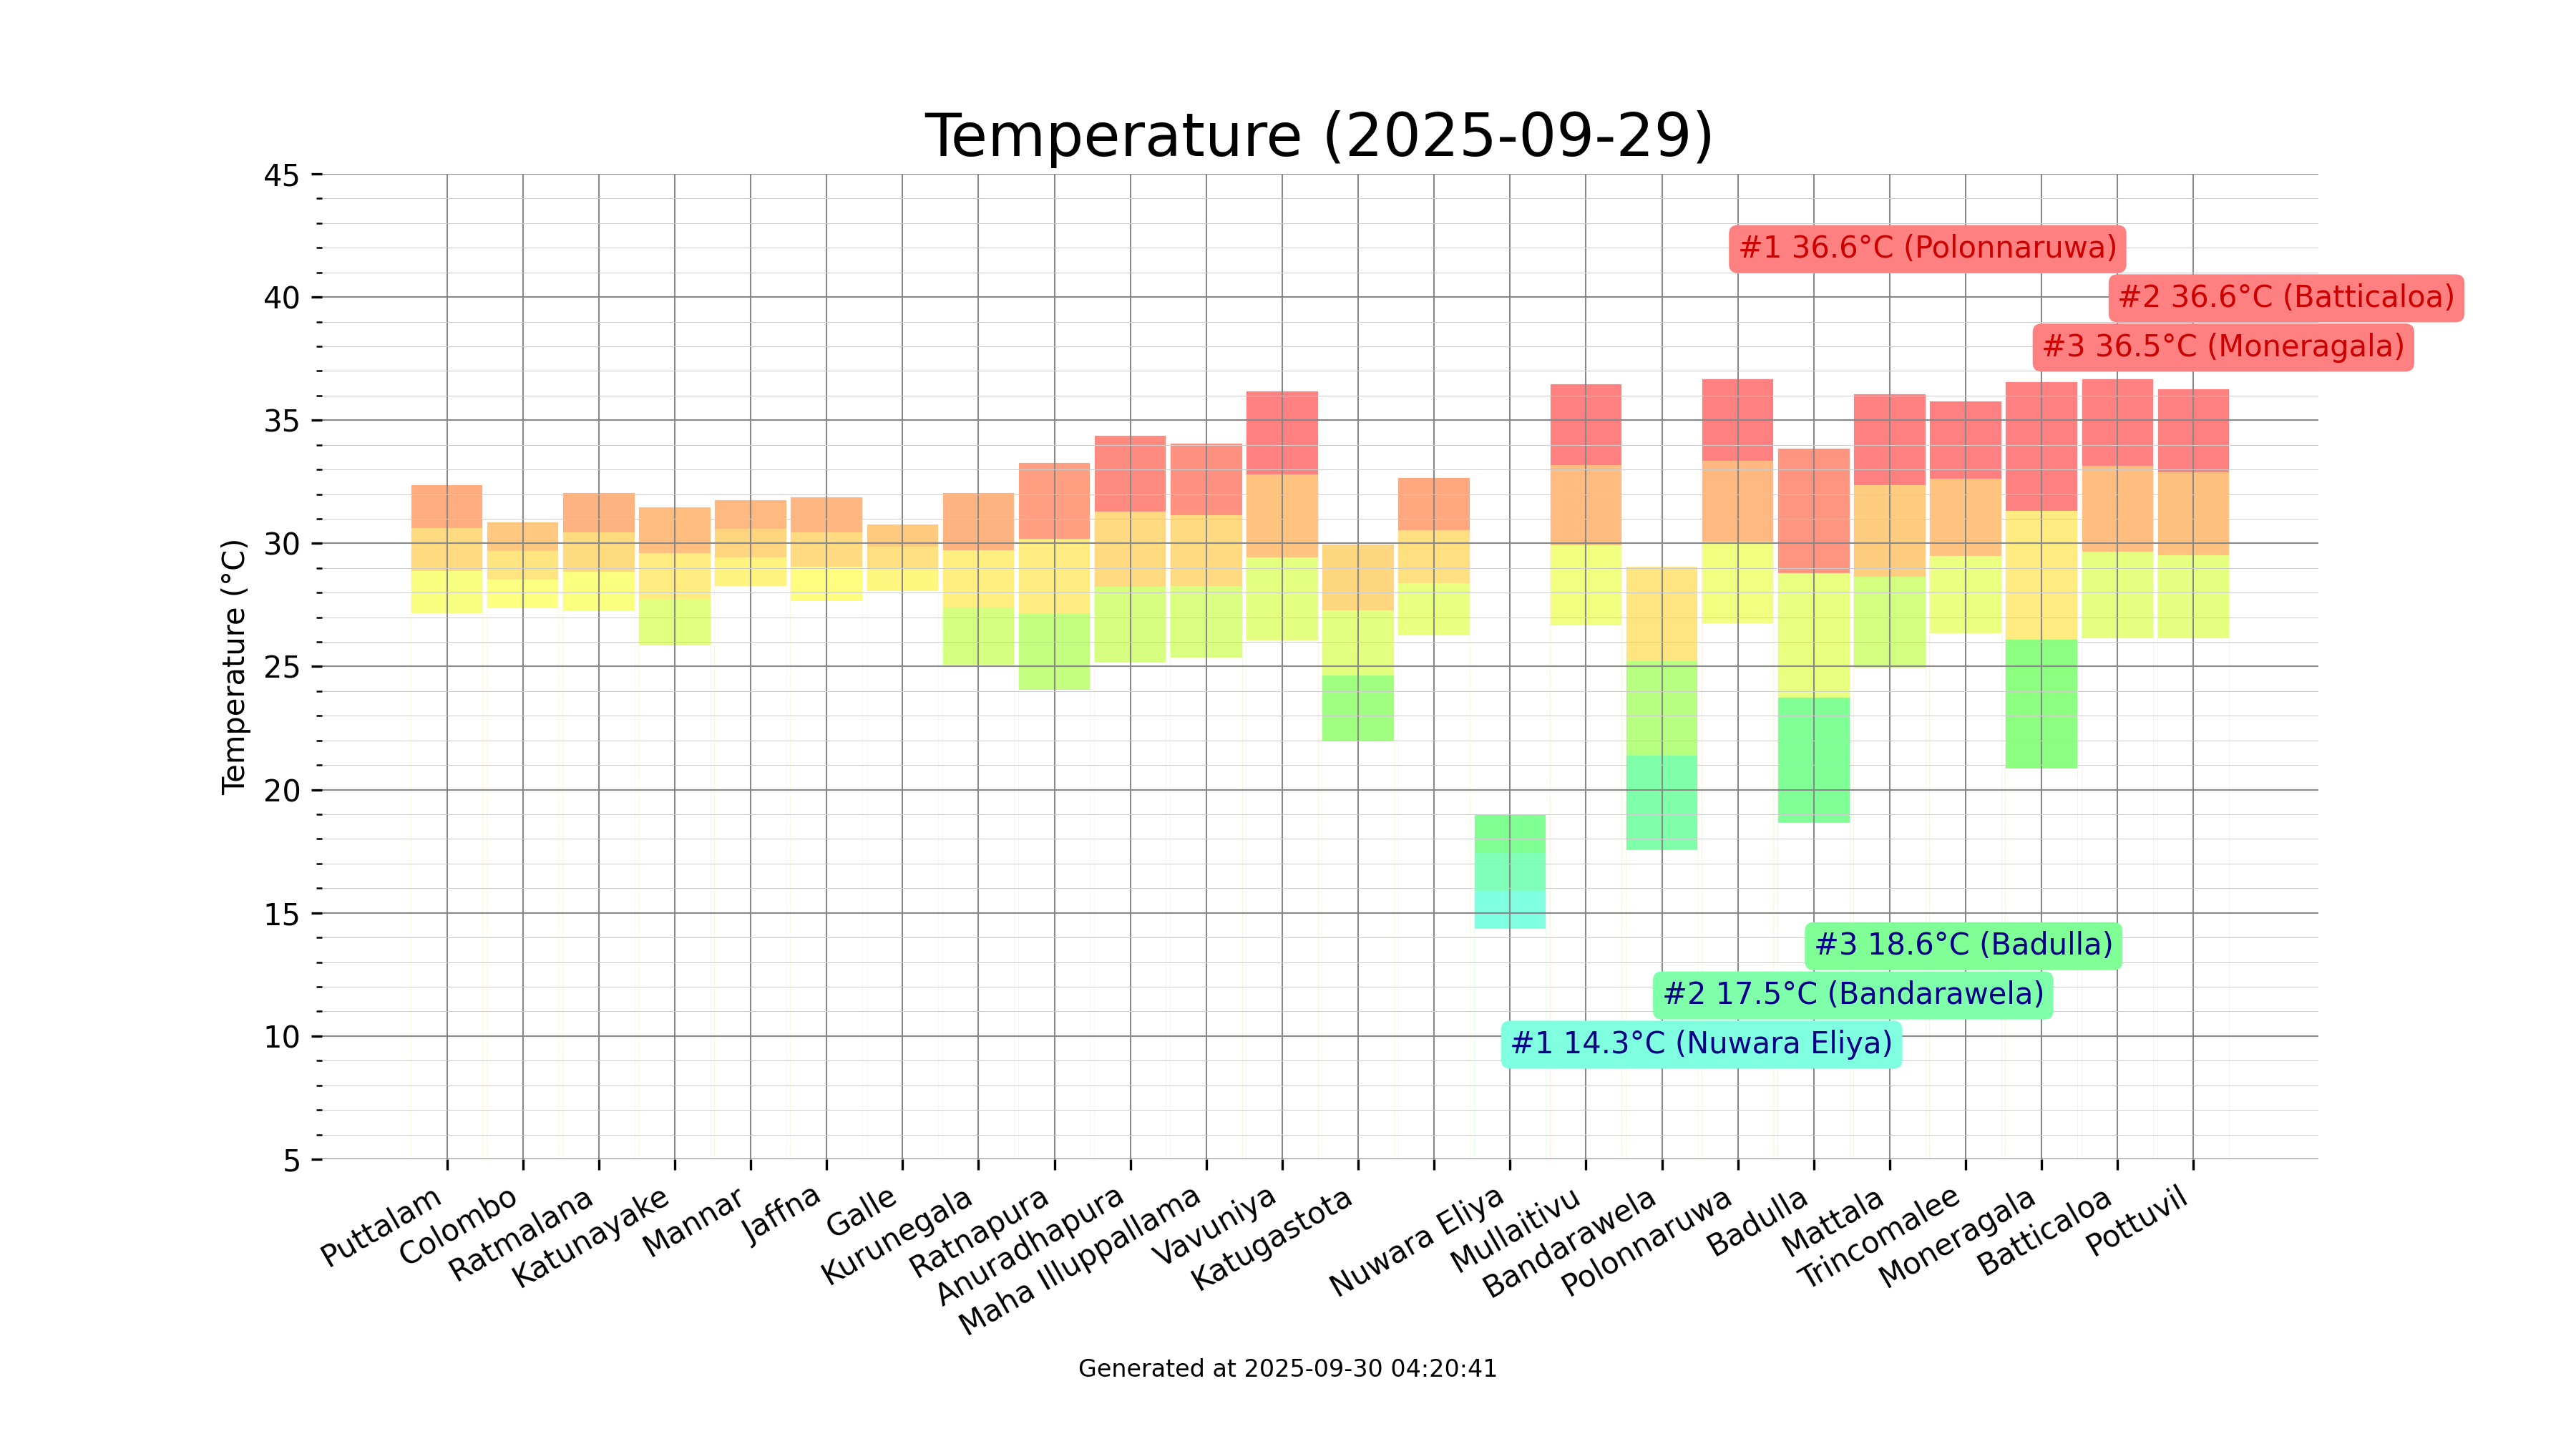 Temperature (2025-09-29)
45
40
35
30
25
20
15
10
5
Temperature (°C)
#1 36.6°C (Polonnaruwa)
#2 36.6°C (Batticaloa)
#3 36.5°C (Moneragala)
#3 18.6°C (Badulla)
#2 17.5°C (Bandarawela)
#1 14.3°C (Nuwara Eliya)
Puttalam
Colombo
Ratmalana
Katunayake
Mannar
Jaffna
Galle
Kurunegala
Ratnapura
Anuradhapura
Maha Illuppallama
Vavuniya
Katugastota
Nuwara Eliya
Mullaitivu
Bandarawela
Polonnaruwa
Badulla
Mattala
Trincomalee
Moneragala
Batticaloa
Pottuvil
Generated at 2025-09-30 04:20:41